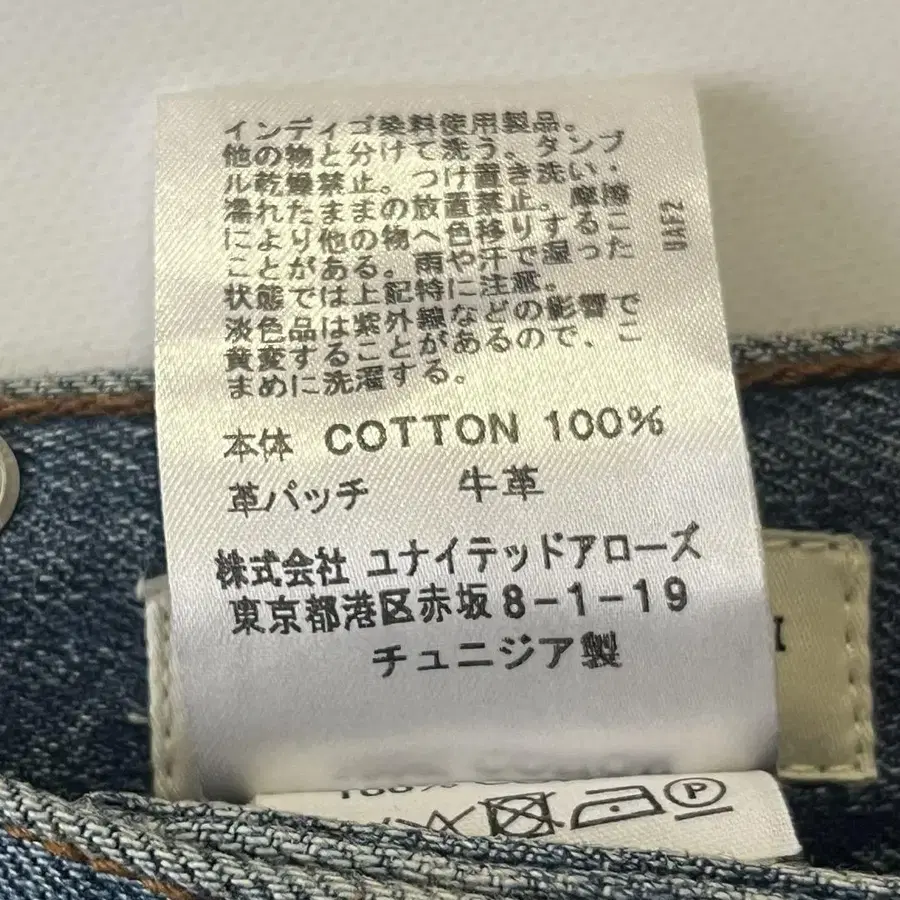 インディゴ染料使用製品。
他の物と分けて洗う。タンブ
ル乾燥禁止。つけ置き洗い・
濡れたままの放置禁止。摩擦
により他の物へ色移りするこ
ことがある。雨や汗で湿った
状態では上記特に注意。
淡色品は紫外線などの影響で
黄変することがあるので、こ
まめに洗濯する。
UAF2
本体 COTTON 100%
革パッチ 牛革
株式会社 ユナイテッドアローズ
東京都港区赤坂8-1-19
チュニジア製
P